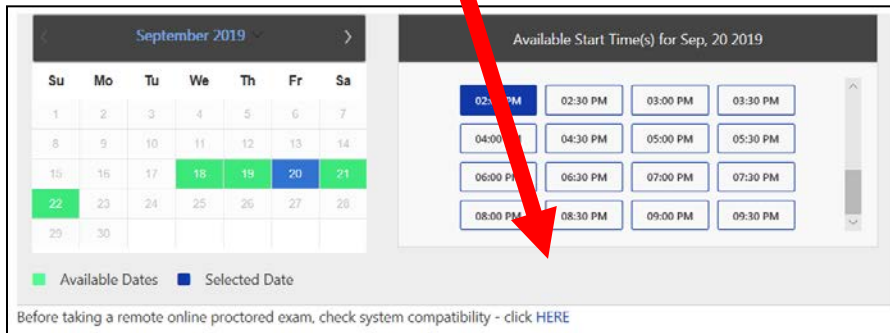 September 2019
Su Mo Tu We Th Fr Sa
1 2 3 4 5 6 7
8 9 10 11 12 13 14
15 16 17 18 19 20 21
22 23 24 25 26 27 28
29 30
Available Dates Selected Date
Available Start Time(s) for Sep, 20 2019
02:30 PM 03:00 PM 03:30 PM
04:00 PM 04:30 PM 05:00 PM 05:30 PM
06:00 PM 06:30 PM 07:00 PM 07:30 PM
08:00 PM 08:30 PM 09:00 PM 09:30 PM
Before taking a remote online proctored exam, check system compatibility - click HERE